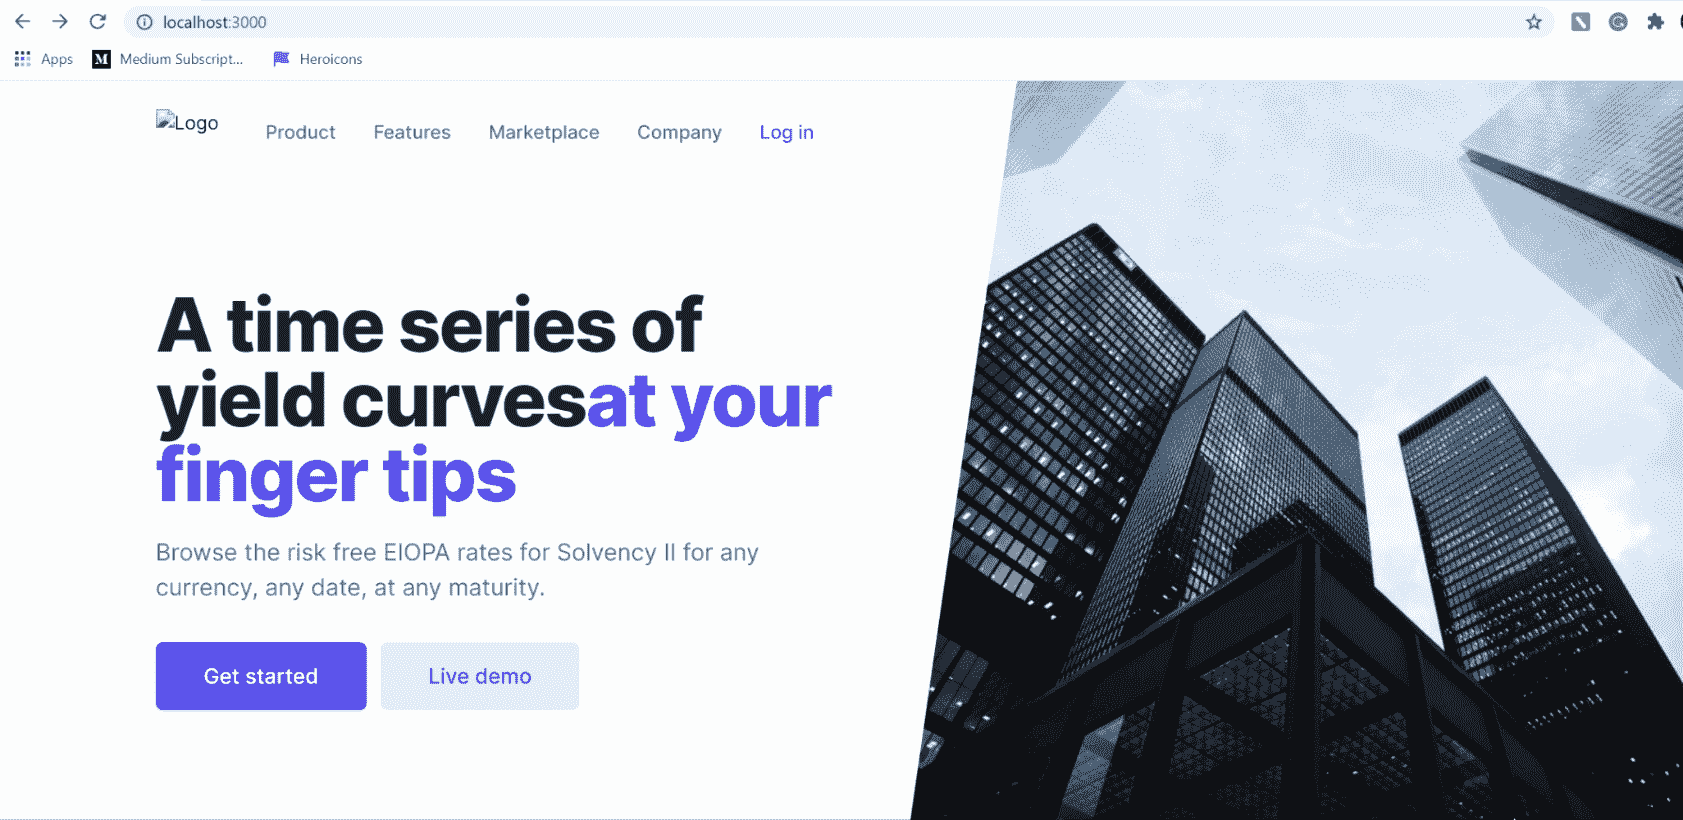 localhost:3000
Apps Medium Subscript... Heroicons
Logo Product Features Marketplace Company Log in
A time series of
yield curvesat your
finger tips
Browse the risk free EIOPA rates for Solvency II for any
currency, any date, at any maturity.
Get started Live demo